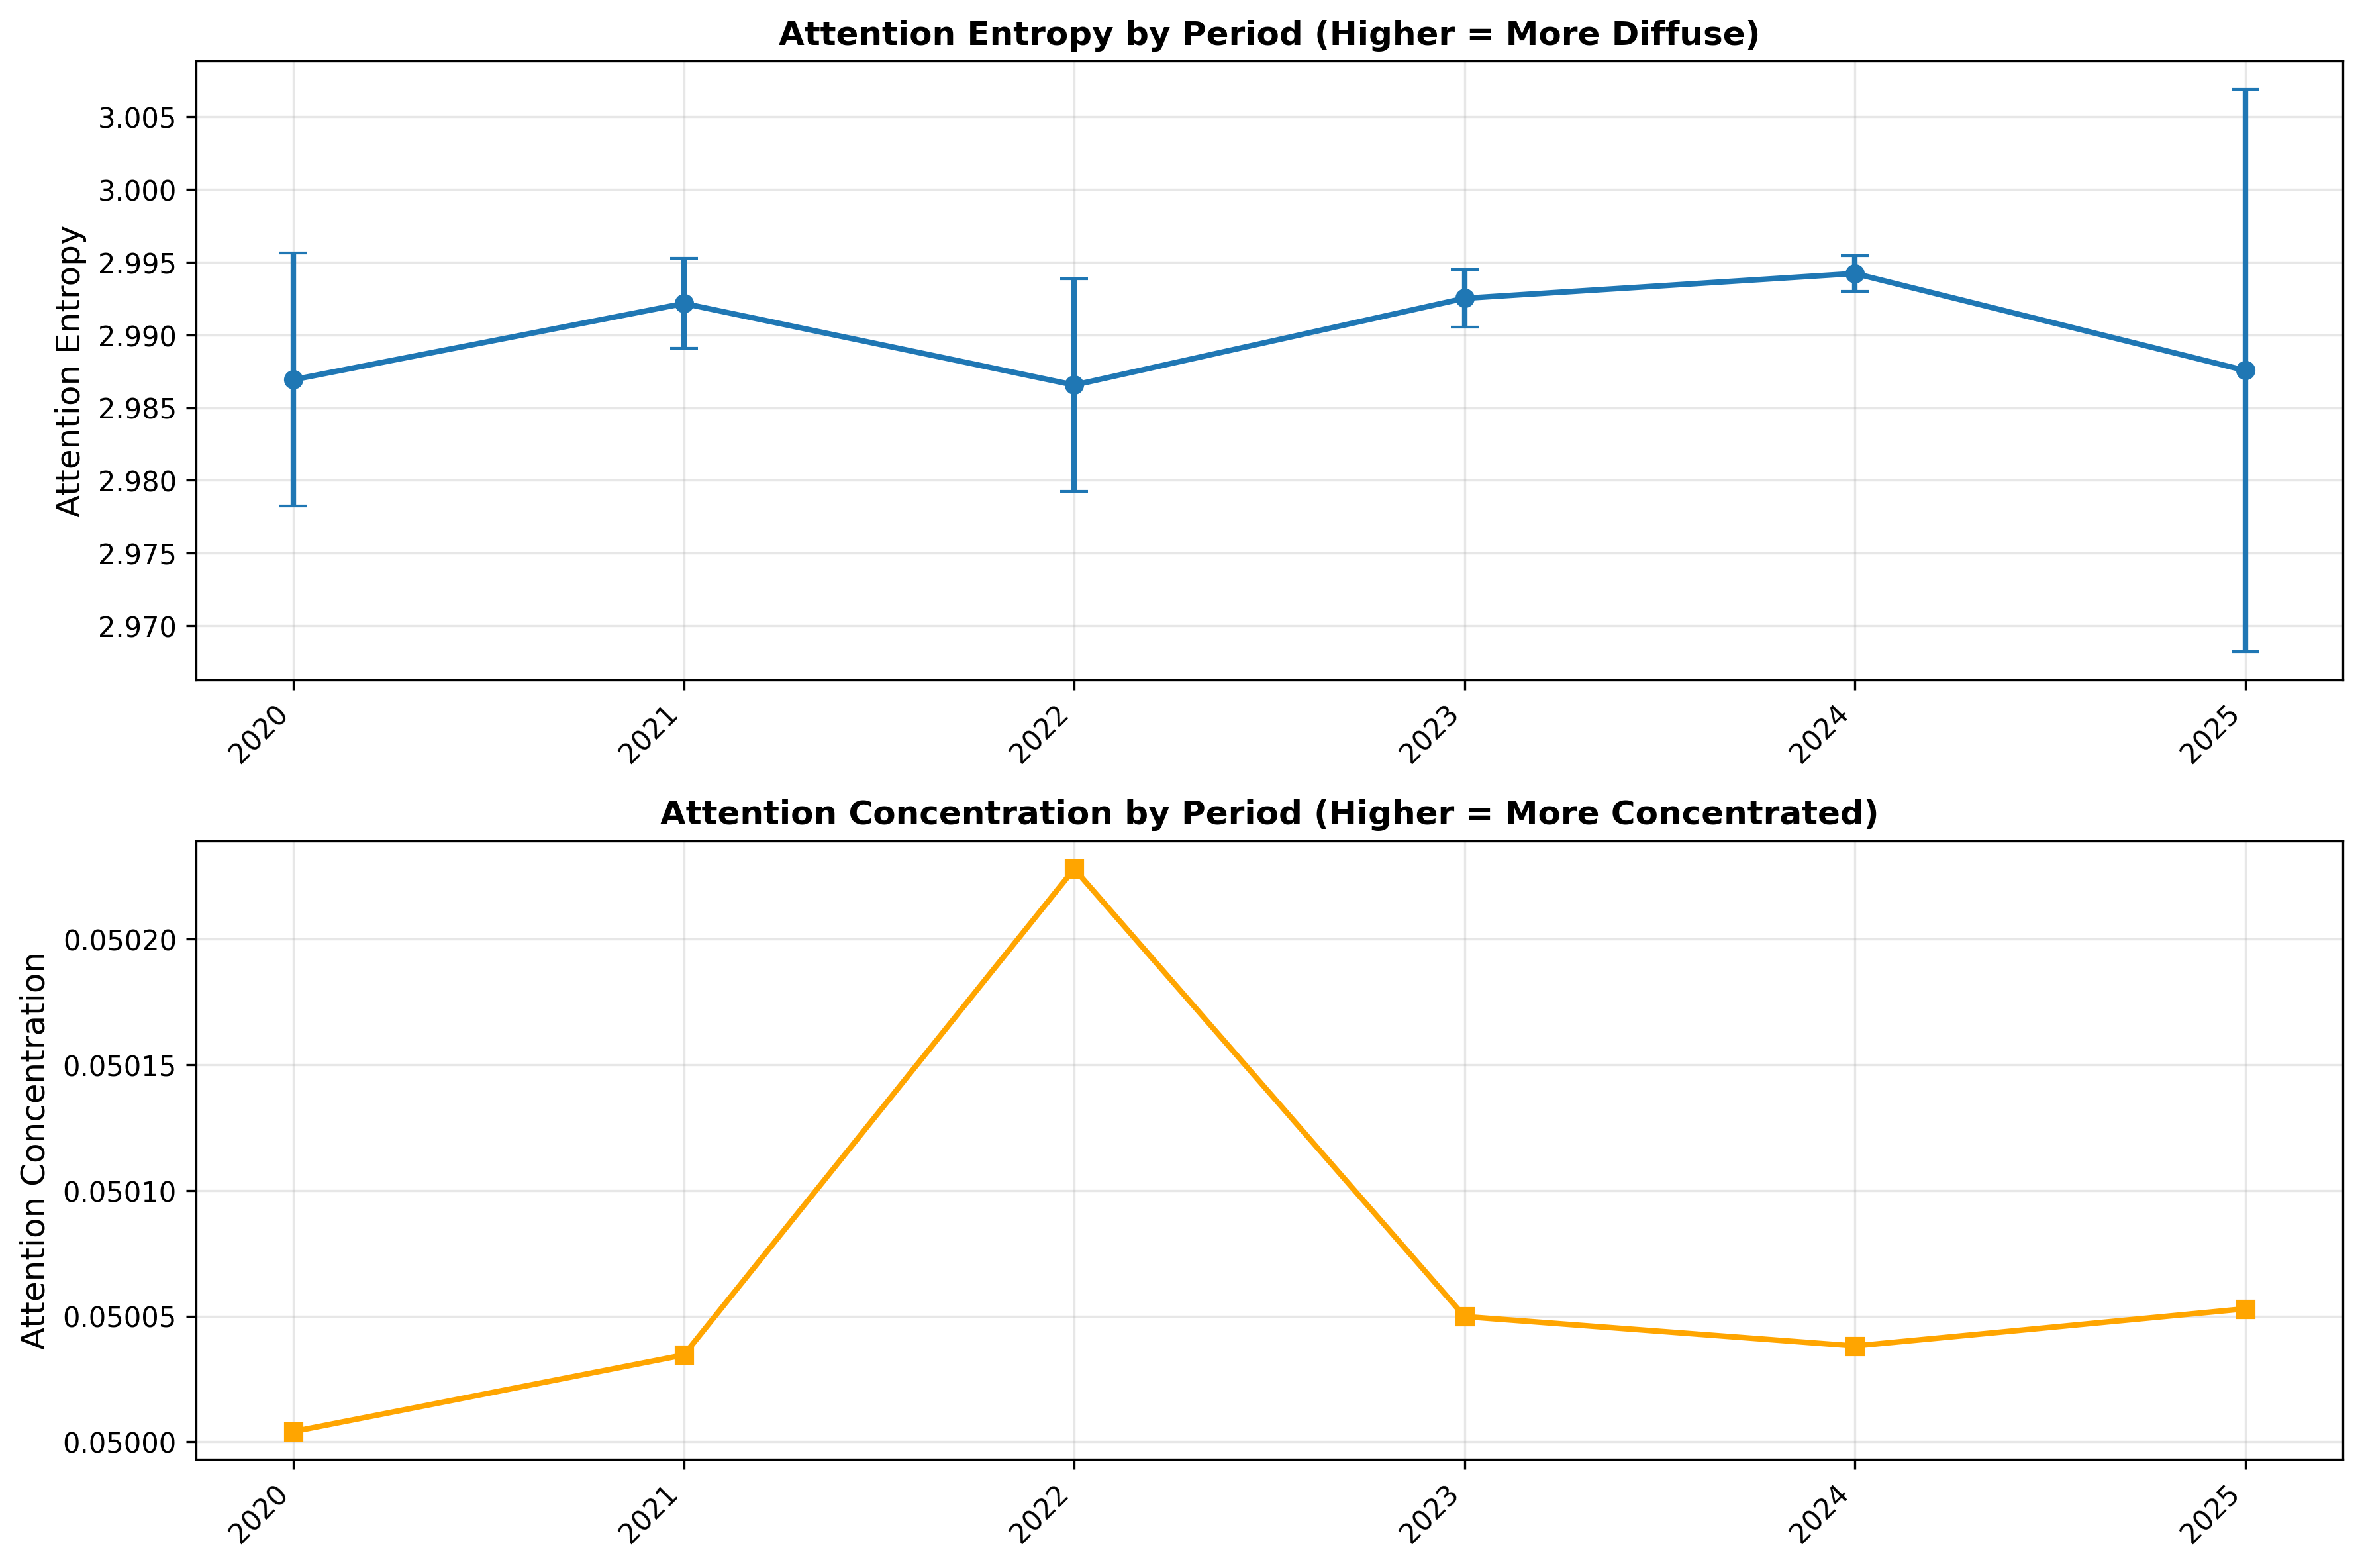 Attention Entropy by Period (Higher = More Diffuse)
Attention Entropy
3.005
3.000
2.995
2.990
2.985
2.980
2.975
2.970
2020 2021 2022 2023 2024 2025
Attention Concentration by Period (Higher = More Concentrated)
Attention Concentration
0.05020
0.05015
0.05010
0.05005
0.05000
2020 2021 2022 2023 2024 2025